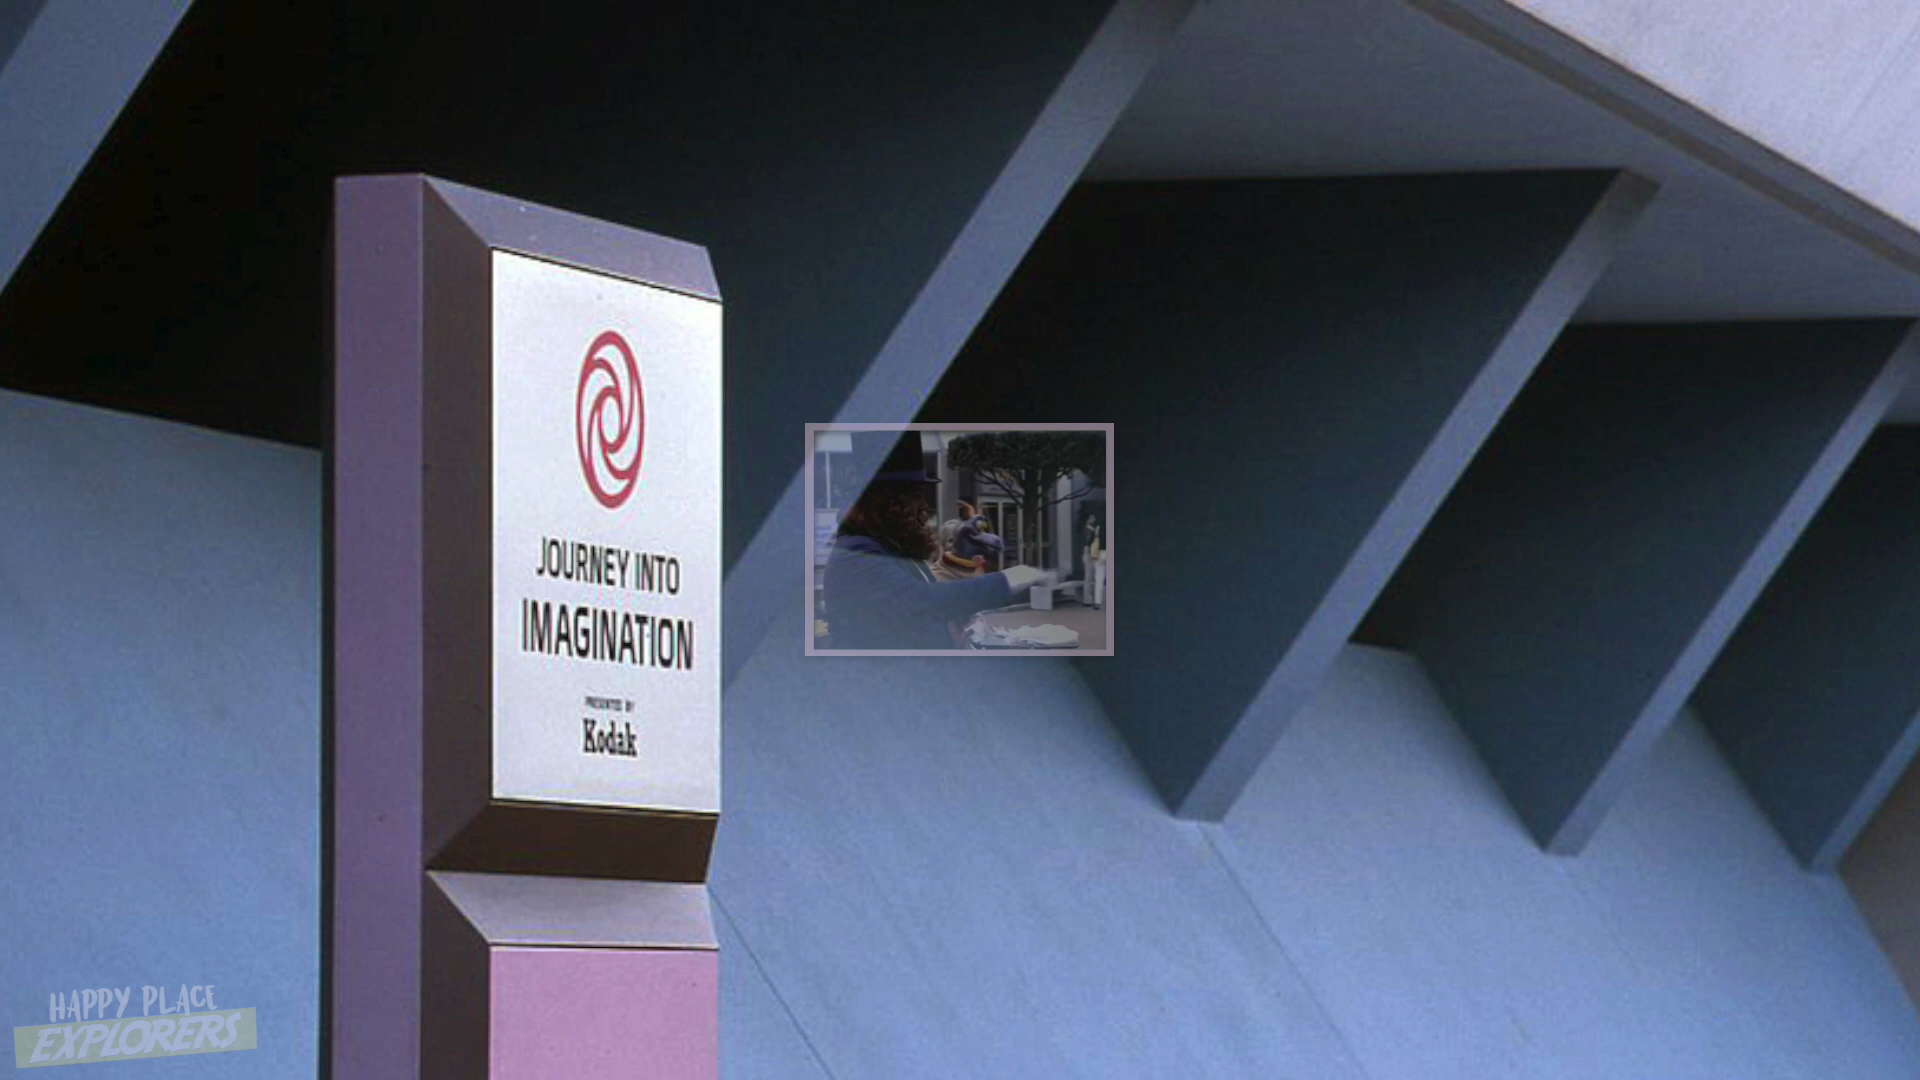 JOURNEY INTO
IMAGINATION
PRESENTED BY
Kodak
HAPPY PLACE
EXPLORERS